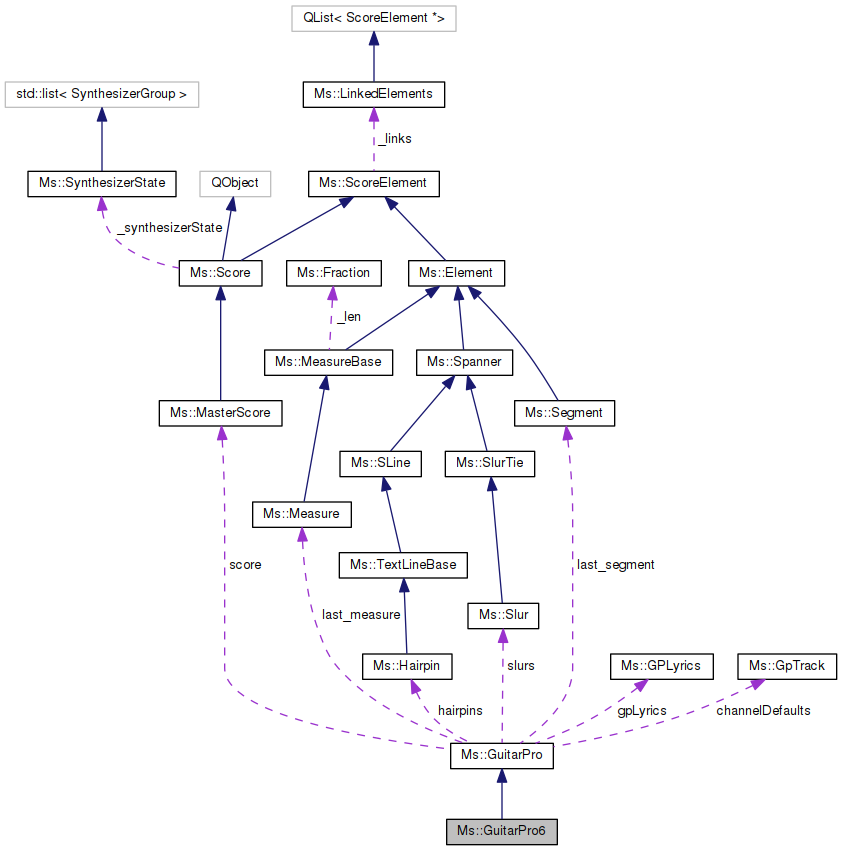 QList< ScoreElement *>
std::list< SynthesizerGroup >
Ms::LinkedElements
_links
Ms::SynthesizerState
QObject
Ms::ScoreElement
_synthesizerState
Ms::Score
Ms::Fraction
Ms::Element
_len
Ms::MeasureBase
Ms::Spanner
Ms::MasterScore
Ms::Segment
Ms::SLine
Ms::SlurTie
Ms::Measure
score
Ms::TextLineBase
last_segment
last_measure
Ms::Slur
Ms::Hairpin
slurs
Ms::GPLyrics
Ms::GpTrack
hairpins
gpLyrics
channelDefaults
Ms::GuitarPro
Ms::GuitarPro6